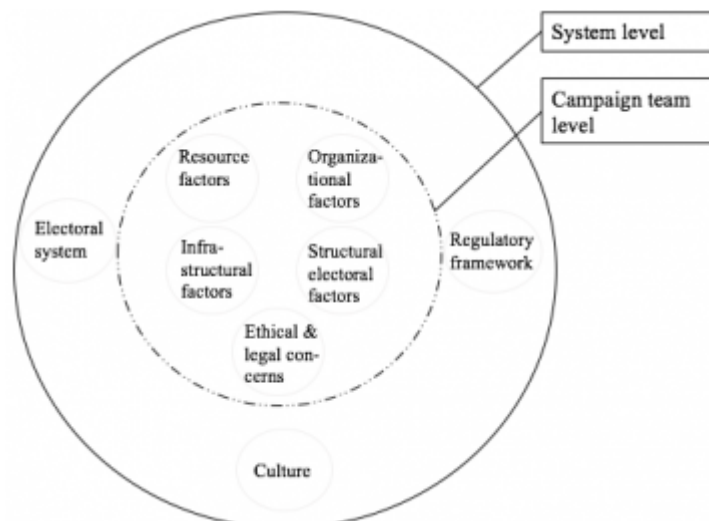 System level
Campaign team
level
Resource
factors
Organiza-
tional
factors
Electoral
system
Infra-
structural
factors
Structural
electoral
factors
Regulatory
framework
Ethical &
legal con-
cerns
Culture